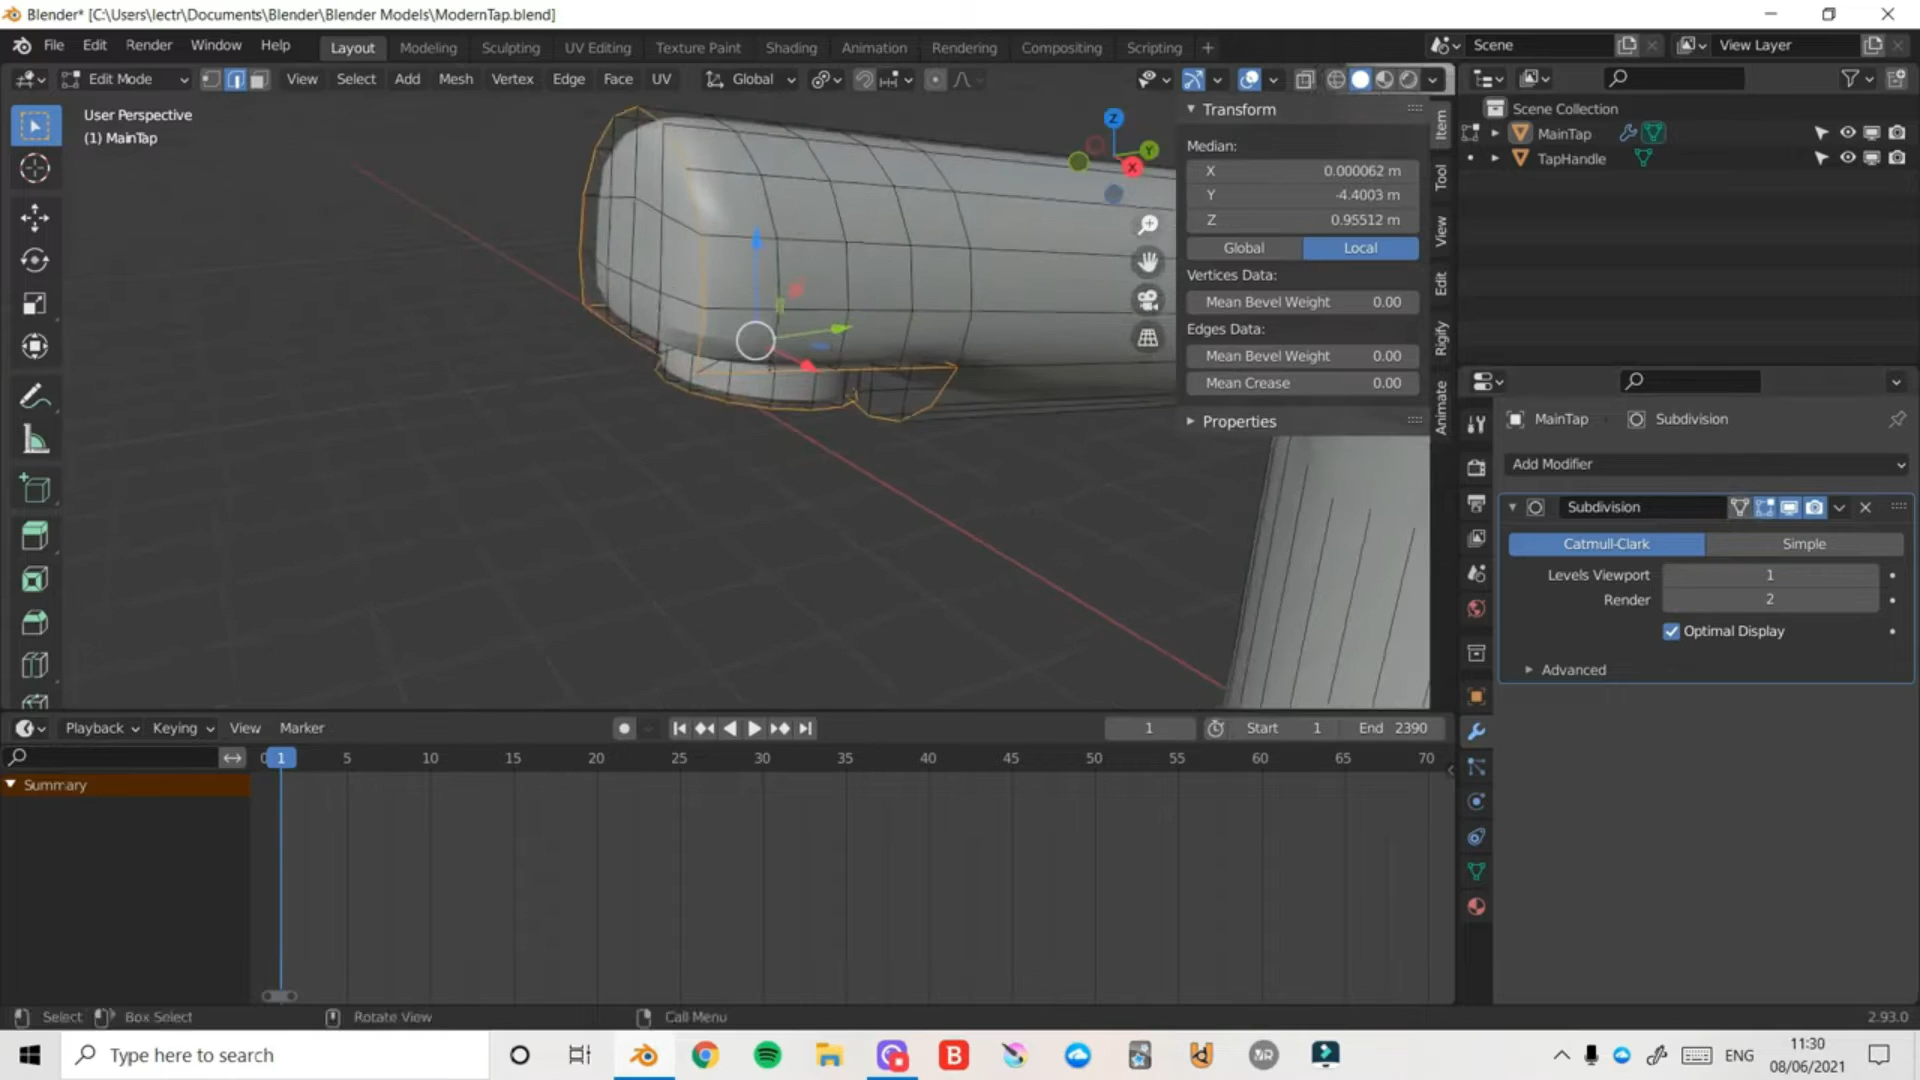 Blender* [C:\Users\lectr\Documents\Blender\Blender Models\ModernTap.blend]
File Edit Render Window Help Layout Modeling Sculpting UV Editing Texture Paint Shading Animation Rendering Compositing Scripting + Scene View Layer
Edit Mode View Select Add Mesh Vertex Edge Face UV Global
User Perspective
(1) MainTap
Z
Y
X
Transform
Median:
X 0.000062 m
Y -4.4003 m
Z 0.95512 m
Global Local
Vertices Data:
Mean Bevel Weight 0.00
Edges Data:
Mean Bevel Weight 0.00
Mean Crease 0.00
Properties
Item
Tool
View
Edit
Rigify
Animate
Scene Collection
MainTap
TapHandle
MainTap Subdivision
Add Modifier
Subdivision
Catmull-Clark Simple
Levels Viewport 1
Render 2
Optimal Display
Advanced
Playback Keying View Marker 1 Start 1 End 2390
0 1 5 10 15 20 25 30 35 40 45 50 55 60 65 70
Summary
Select Box Select Rotate View Call Menu 2.93.0
Type here to search
B
MR
ENG
11:30
08/06/2021